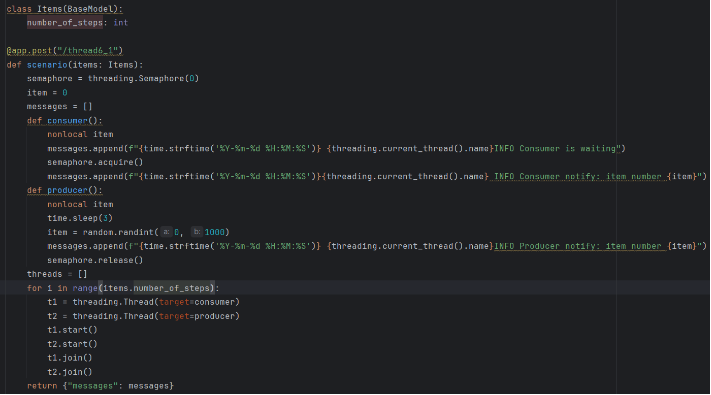 class Items(BaseModel):
    number_of_steps: int

@app.post("/thread6_1")
def scenario(items: Items):
    semaphore = threading.Semaphore(0)
    item = 0
    messages = []
    def consumer():
        nonlocal item
        messages.append(f"{time.strftime('%Y-%m-%d %H:%M:%S')} {threading.current_thread().name}INFO Consumer is waiting")
        semaphore.acquire()
        messages.append(f"{time.strftime('%Y-%m-%d %H:%M:%S')}{threading.current_thread().name} INFO Consumer notify: item number {item}")
    def producer():
        nonlocal item
        time.sleep(3)
        item = random.randint( a: 0, b: 1000)
        messages.append(f"{time.strftime('%Y-%m-%d %H:%M:%S')} {threading.current_thread().name}INFO Producer notify: item number {item}")
        semaphore.release()
    threads = []
    for i in range(items.number_of_steps):
        t1 = threading.Thread(target=consumer)
        t2 = threading.Thread(target=producer)
        t1.start()
        t2.start()
        t1.join()
        t2.join()
    return {"messages": messages}